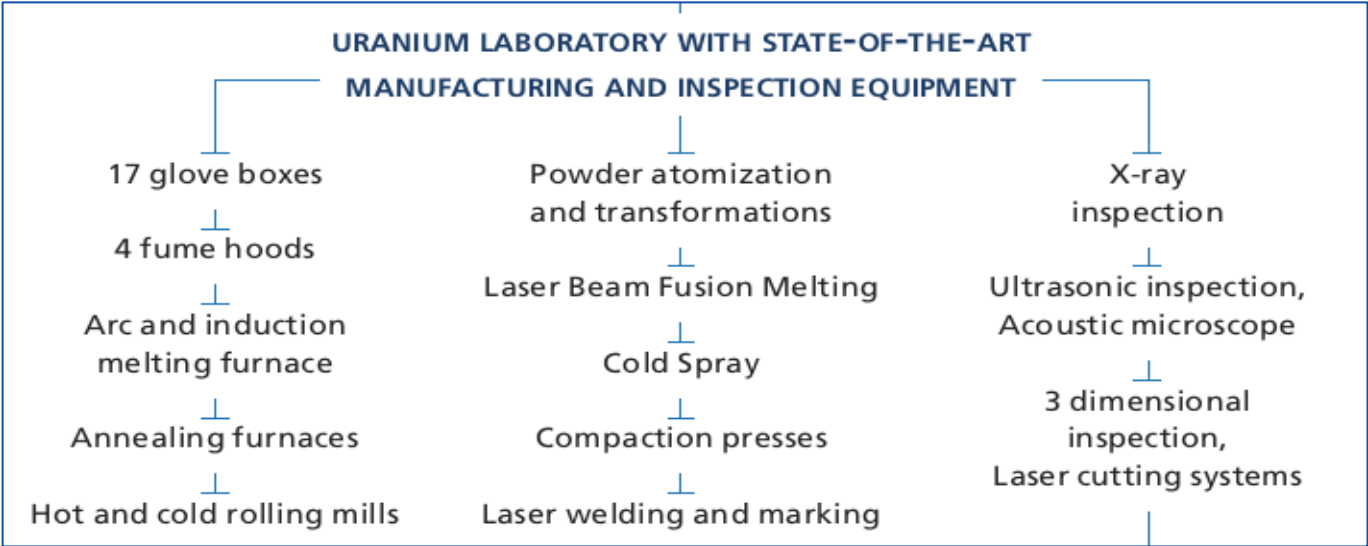 URANIUM LABORATORY WITH STATE-OF-THE-ART
MANUFACTURING AND INSPECTION EQUIPMENT
17 glove boxes
4 fume hoods
Arc and induction
melting furnace
Annealing furnaces
Hot and cold rolling mills
Powder atomization
and transformations
Laser Beam Fusion Melting
Cold Spray
Compaction presses
Laser welding and marking
X-ray
inspection
Ultrasonic inspection,
Acoustic microscope
3 dimensional
inspection,
Laser cutting systems